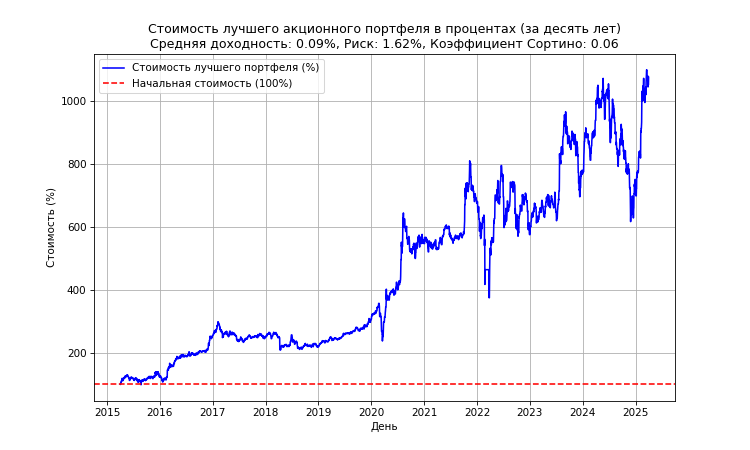 Стоимость лучшего акционного портфеля в процентах (за десять лет)
Средняя доходность: 0.09%, Риск: 1.62%, Коэффициент Сортино: 0.06
Стоимость лучшего портфеля (%)
Начальная стоимость (100%)
Стоимость (%)
1000
800
600
400
200
2015 2016 2017 2018 2019 2020 2021 2022 2023 2024 2025
День